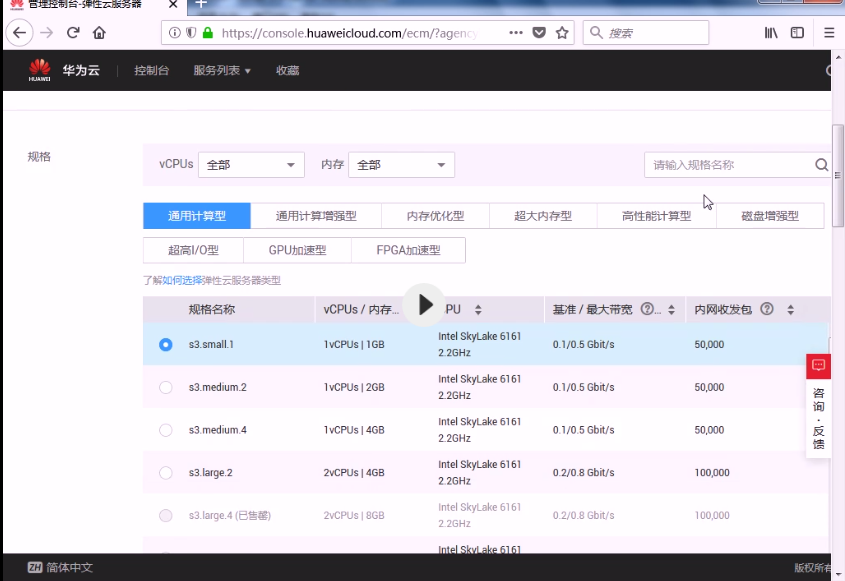 管理控制台-弹性云服务器
https://console.huaweicloud.com/ecm/?agency
搜索
HUAWEI 华为云 控制台 服务列表 收藏
规格 vCPUs 全部 内存 全部 请输入规格名称
通用计算型 通用计算增强型 内存优化型 超大内存型 高性能计算型 磁盘增强型
超高I/O型 GPU加速型 FPGA加速型
了解如何选择弹性云服务器类型
规格名称 vCPUs / 内存... PU 基准 / 最大带宽 ?... 内网收发包 ?
s3.small.1 1vCPUs | 1GB Intel SkyLake 6161 2.2GHz 0.1/0.5 Gbit/s 50,000
s3.medium.2 1vCPUs | 2GB Intel SkyLake 6161 2.2GHz 0.1/0.5 Gbit/s 50,000
s3.medium.4 1vCPUs | 4GB Intel SkyLake 6161 2.2GHz 0.1/0.5 Gbit/s 50,000
s3.large.2 2vCPUs | 4GB Intel SkyLake 6161 2.2GHz 0.2/0.8 Gbit/s 100,000
s3.large.4 (已售罄) 2vCPUs | 8GB Intel SkyLake 6161 2.2GHz 0.2/0.8 Gbit/s 100,000
Intel SkyLake 6161
咨询·反馈
ZH 简体中文 版权所有